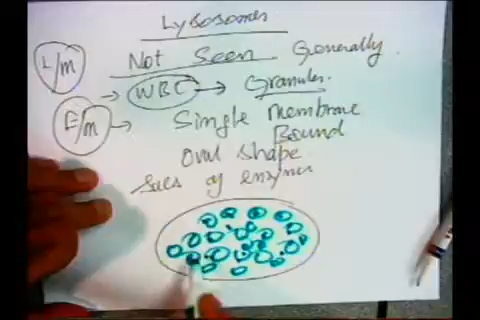 Lysosomes
L/m
Not Seen Generally.
→ WBC → Granules.
E/m → Single Membrane
Bound
Oval shape
Sacs of enzymes